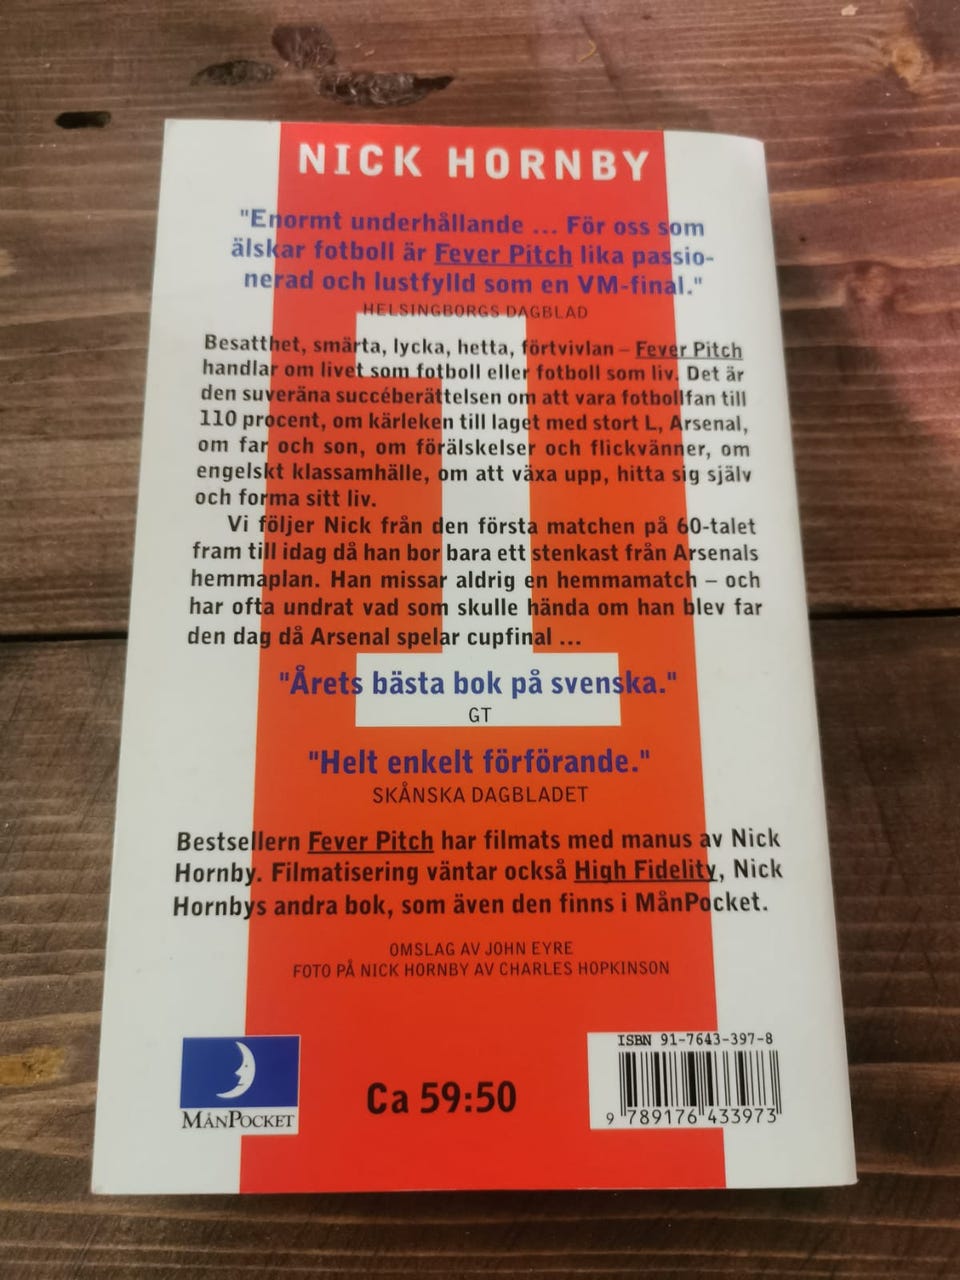 NICK HORNBY
"Enormt underhållande ... För oss som
älskar fotboll är Fever Pitch lika passio-
nerad och lustfylld som en VM-final."
HELSINGBORGS DAGBLAD
Besatthet, smärta, lycka, hetta, förtvivlan – Fever Pitch
handlar om livet som fotboll eller fotboll som liv. Det är
den suveräna succéberättelsen om att vara fotbollfan till
110 procent, om kärleken till laget med stort L, Arsenal,
om far och son, om förälskelser och flickvänner, om
engelskt klassamhälle, om att växa upp, hitta sig själv
och forma sitt liv.
Vi följer Nick från den första matchen på 60-talet
fram till idag då han bor bara ett stenkast från Arsenals
hemmaplan. Han missar aldrig en hemmamatch – och
har ofta undrat vad som skulle hända om han blev far
den dag då Arsenal spelar cupfinal ...
"Årets bästa bok på svenska."
GT
"Helt enkelt förförande."
SKÅNSKA DAGBLADET
Bestsellern Fever Pitch har filmats med manus av Nick
Hornby. Filmatisering väntar också High Fidelity, Nick
Hornbys andra bok, som även den finns i MånPocket.
OMSLAG AV JOHN EYRE
FOTO PÅ NICK HORNBY AV CHARLES HOPKINSON
MÅNPOCKET
Ca 59:50
ISBN 91-7643-397-8
9 789176 433973